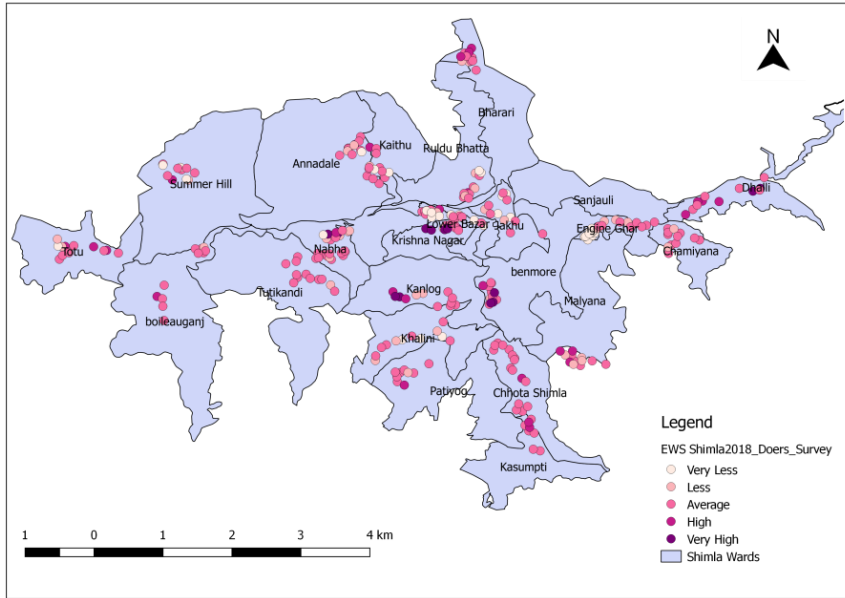 N
Bharari
Kaithu
Ruldu Bhatta
Annadale
Summer Hill
Dhalli
Sanjauli
Lower Bazar
Jakhu
Engine Ghar
Krishna Nagar
Totu
Nabha
Chamiyana
benmore
Kanlog
Tutikandi
Malyana
boileauganj
Khalini
Patiyog
Chhota Shimla
Kasumpti
Legend
EWS Shimla2018_Doers_Survey
Very Less
Less
Average
High
Very High
Shimla Wards
1 0 1 2 3 4 km